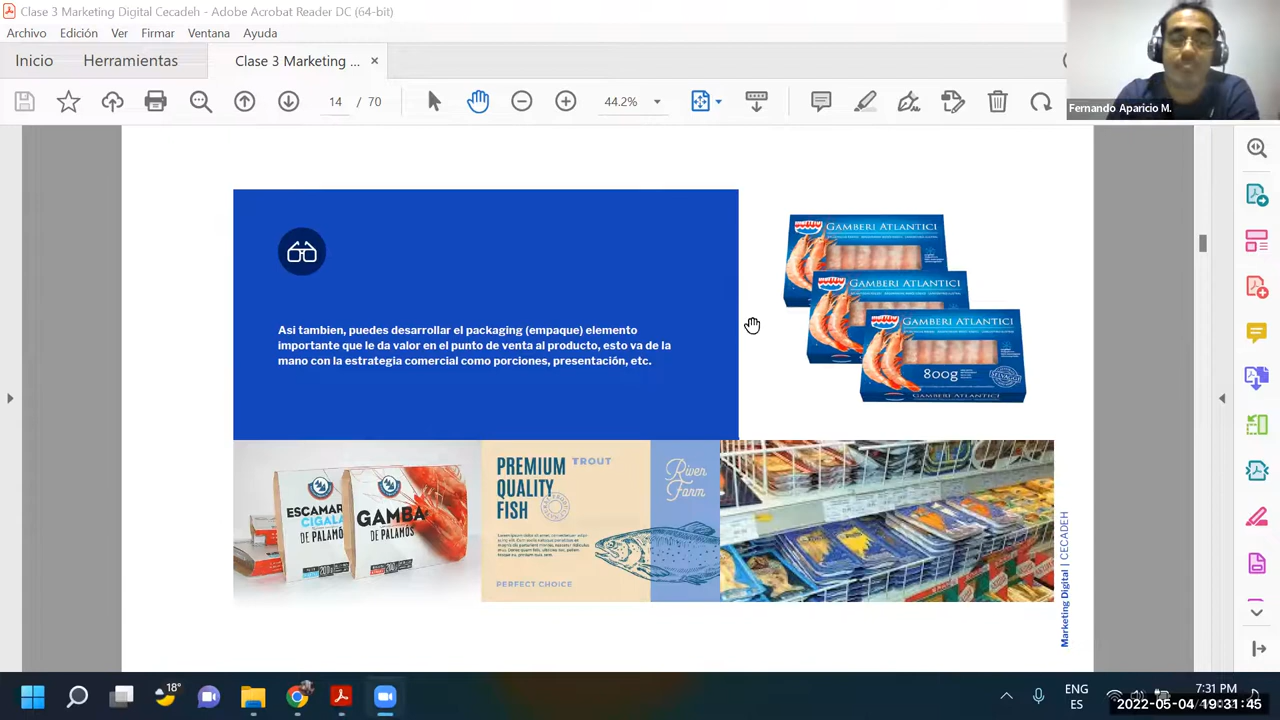 Clase 3 Marketing Digital Cecadeh - Adobe Acrobat Reader DC (64-bit)
Archivo Edición Ver Firmar Ventana Ayuda
Inicio Herramientas Clase 3 Marketing ... ×
14 / 70 44.2%
Fernando Aparicio M.
Asi tambien, puedes desarrollar el packaging (empaque) elemento
importante que le da valor en el punto de venta al producto, esto va de la
mano con la estrategia comercial como porciones, presentación, etc.
GAMBERI ATLANTICI
GAMBERI ATLANTICI
GAMBERI ATLANTICI
800g
GAMBERI ATLANTICI
ESCAMAR
CIGALA
DE PALAMÓ
GAMBA
DE PALAMÓS
PREMIUM
QUALITY
FISH
TROUT
PERFECT CHOICE
River
Farm
Marketing Digital | CECADEH
18°
ENG
ES
7:31 PM
2022-05-04 19:31:45